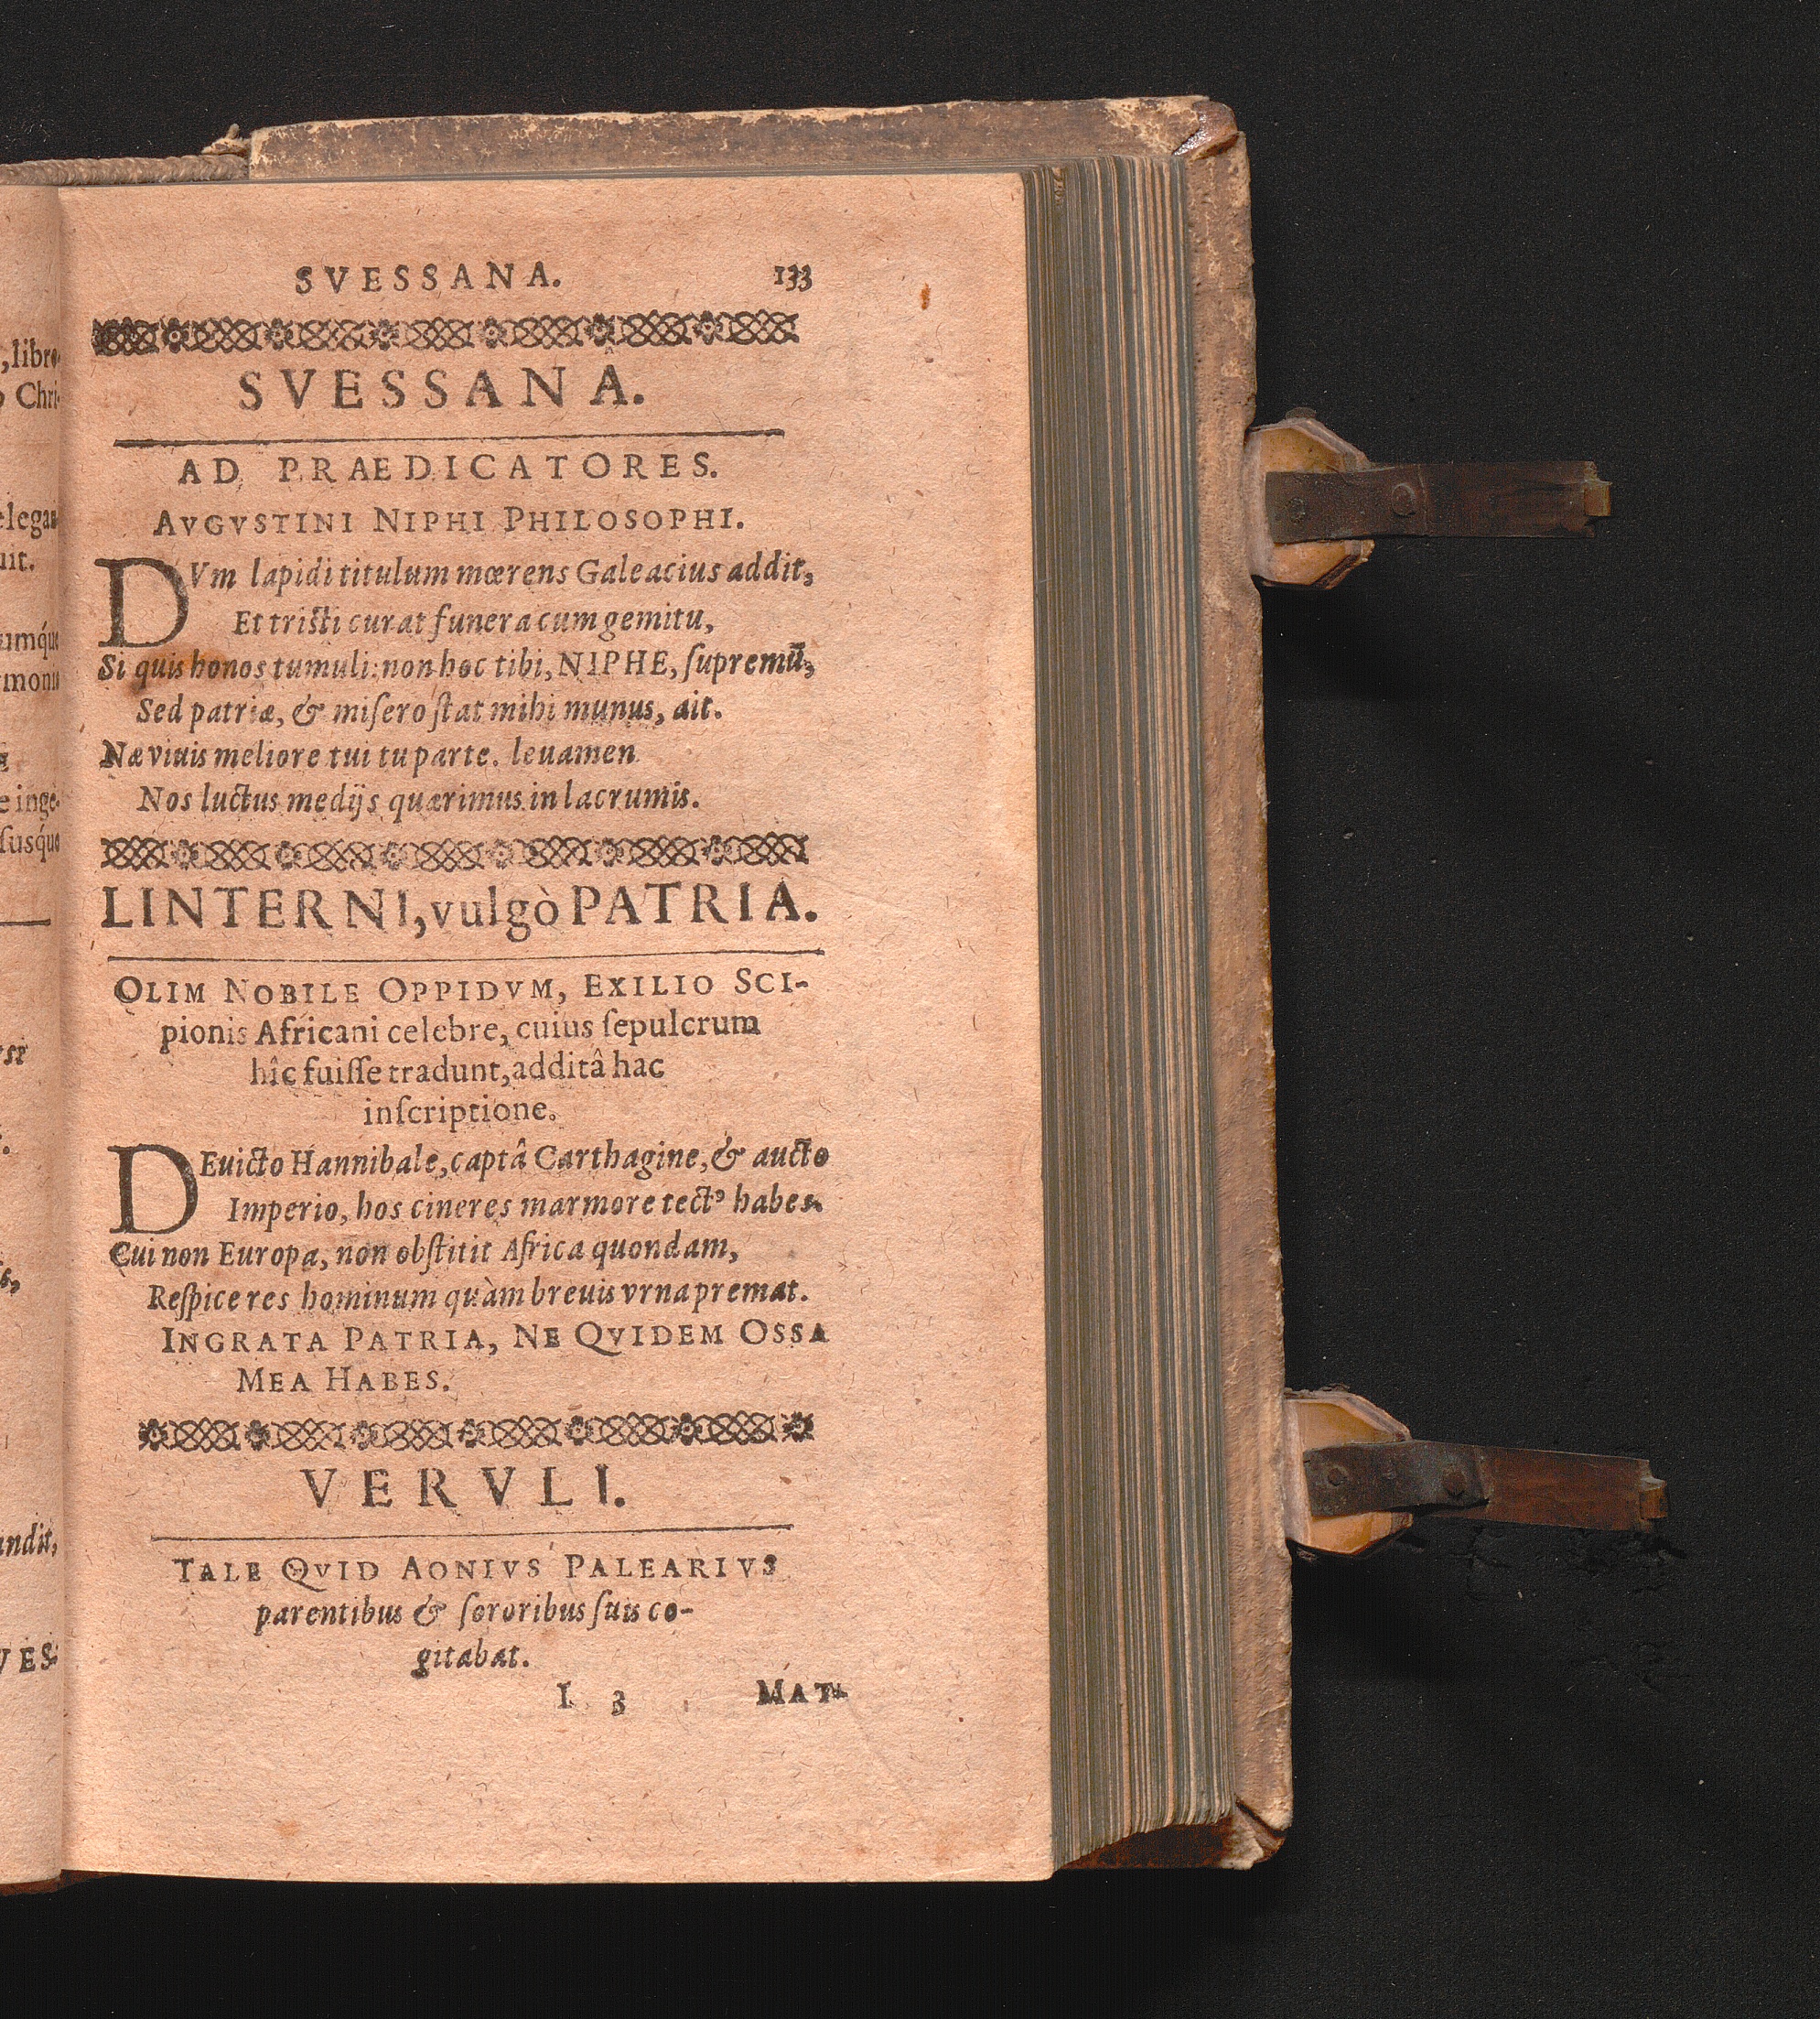 SVESSANA. 133
SVESSANÂ.
AD PRAEDICATORES.
AVGVSTINI NIPHI PHILOSOPHI.
DVm lapidi titulum mœrens Galeacius addit,
Et tristi curat funera cum gemitu,
Si quis honos tumuli: non hoc tibi, NIPHE, ſupremū,
Sed patriæ, & miſero ſtat mihi munus, ait.
Næ viuis meliore tui tu parte. leuamen
Nos luctus medijs quærimus in lacrumis.
LINTERNI, vulgò PATRIA.
OLIM NOBILE OPPIDVM, EXILIO SCI-
pionis Africani celebre, cuius ſepulcrum
hîc fuiſſe tradunt, additâ hac
inſcriptione.
DEuicto Hannibale, captâ Carthagine, & aucto
Imperio, hos cineres marmore tectꝰ habes.
Cui non Europa, non obſtitit Africa quondam,
Reſpice res hominum quàm breuis vrna premat.
INGRATA PATRIA, NE QVIDEM OSSA
MEA HABES.
VERVLI.
TALE QVID AONIVS PALEARIVS
parentibus & ſororibus ſuis co-
gitabat.
I 3 MAT-